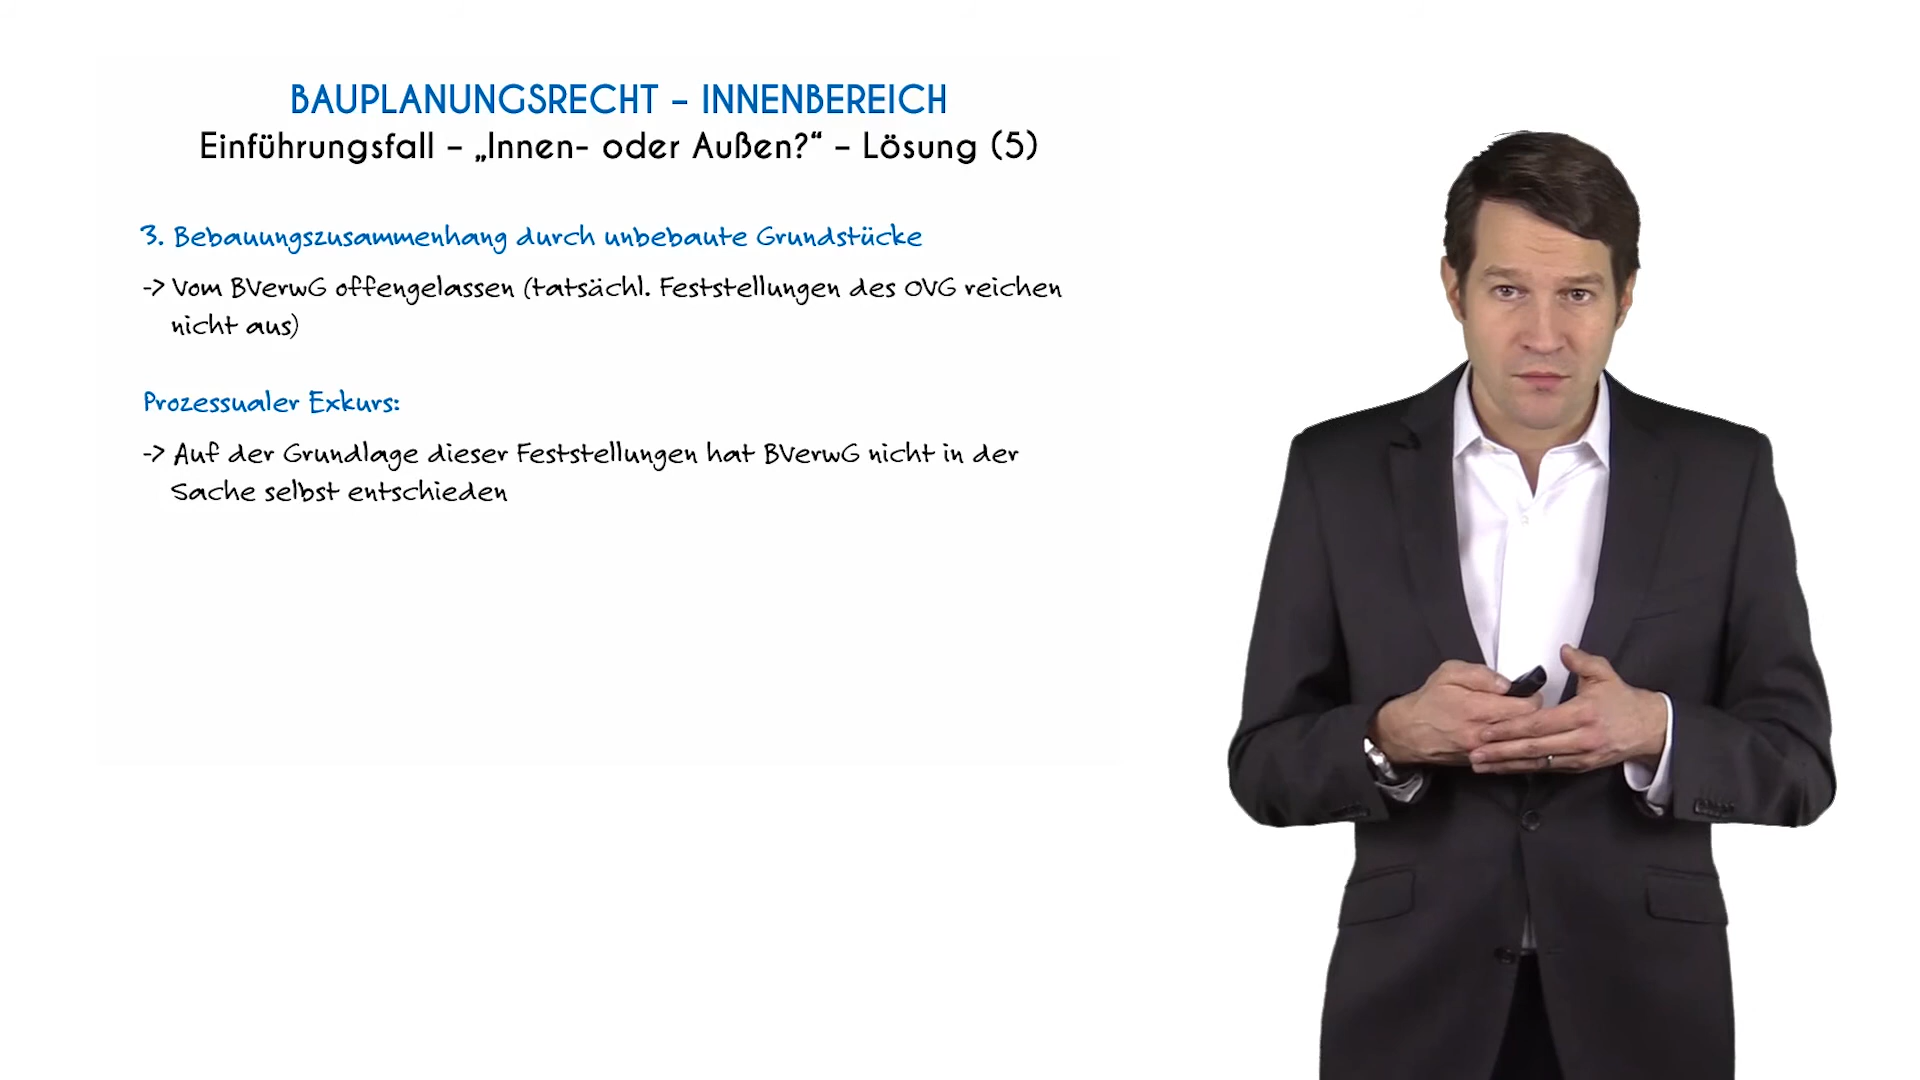 BAUPLANUNGSRECHT – INNENBEREICH
Einführungsfall – „Innen- oder Außen?“ – Lösung (5)
3. Bebauungszusammenhang durch unbebaute Grundstücke
-> Vom BVerwG offengelassen (tatsächl. Feststellungen des OVG reichen
nicht aus)
Prozessualer Exkurs:
-> Auf der Grundlage dieser Feststellungen hat BVerwG nicht in der
Sache selbst entschieden